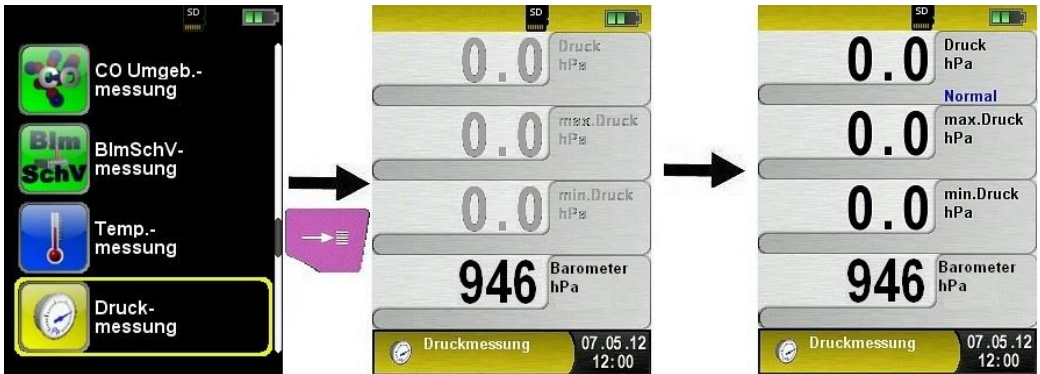 SD
CO Umgeb.-
messung
BImSchV-
messung
BIm
SchV
CO
Temp.-
messung
Druck-
messung
SD
0.0 Druck
hPa
0.0 max.Druck
hPa
0.0 min.Druck
hPa
946 Barometer
hPa
Druckmessung 07.05.12
12:00
SD
0.0 Druck
hPa
Normal
0.0 max.Druck
hPa
0.0 min.Druck
hPa
946 Barometer
hPa
Druckmessung 07.05.12
12:00